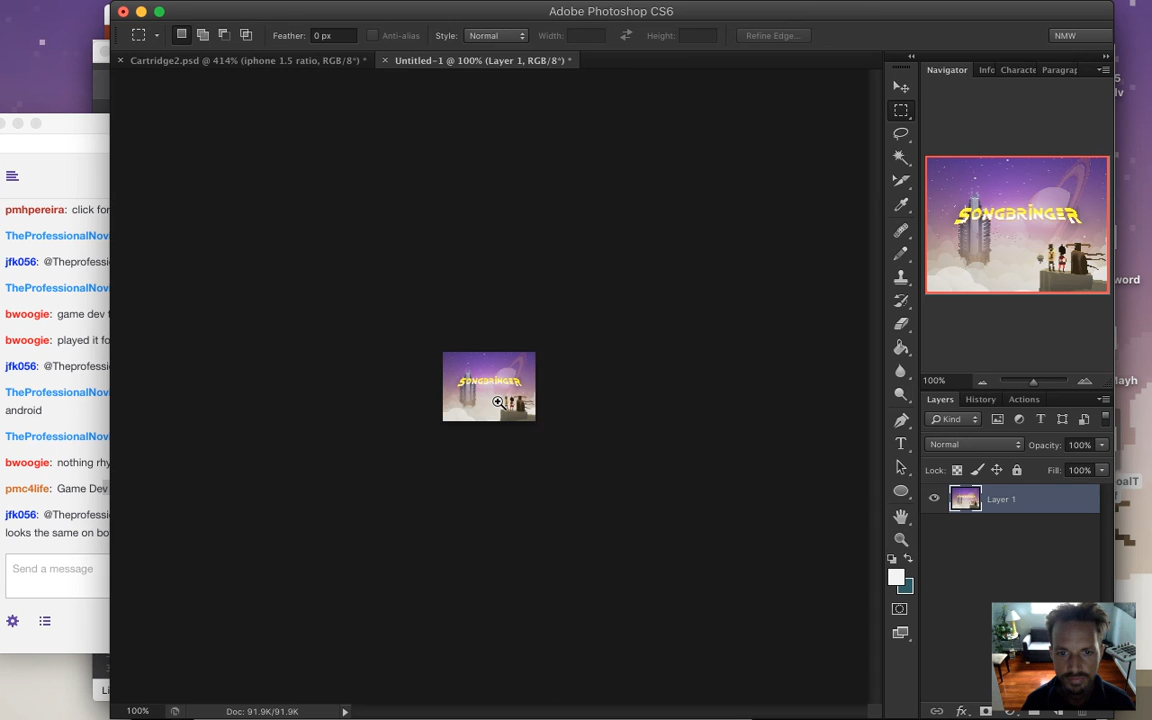 Adobe Photoshop CS6
Feather: 0 px Anti-alias Style: Normal Width: Height: Refine Edge... NMW
Cartridge2.psd @ 414% (iphone 1.5 ratio, RGB/8*) * Untitled-1 @ 100% (Layer 1, RGB/8*) *
Navigator Info Characte Paragrap
SONGBRINGER
100%
Layers History Actions
Kind
Normal Opacity: 100%
Lock: Fill: 100%
Layer 1
pmhpereira: click for
TheProfessionalNov
jfk056: @Theprofessi
TheProfessionalNov
bwoogie: game dev t
bwoogie: played it fo
jfk056: @Theprofessi
TheProfessionalNov
android
TheProfessionalNov
bwoogie: nothing rhy
pmc4life: Game Dev
jfk056: @Theprofessi
looks the same on bo
Send a message
SONGBRINGER
Li
100% Doc: 91.9K/91.9K
word
Mayh
oalT